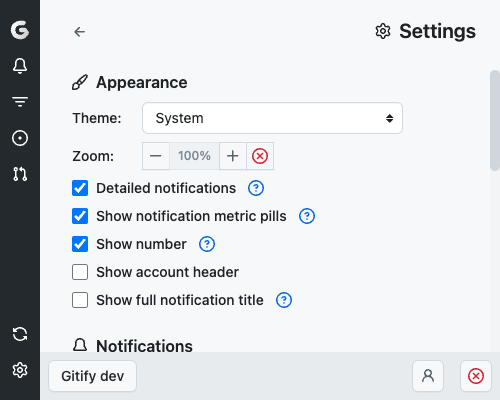 Settings
Appearance
Theme: System
Zoom: 100%
Detailed notifications
Show notification metric pills
Show number
Show account header
Show full notification title
Notifications
Gitify dev